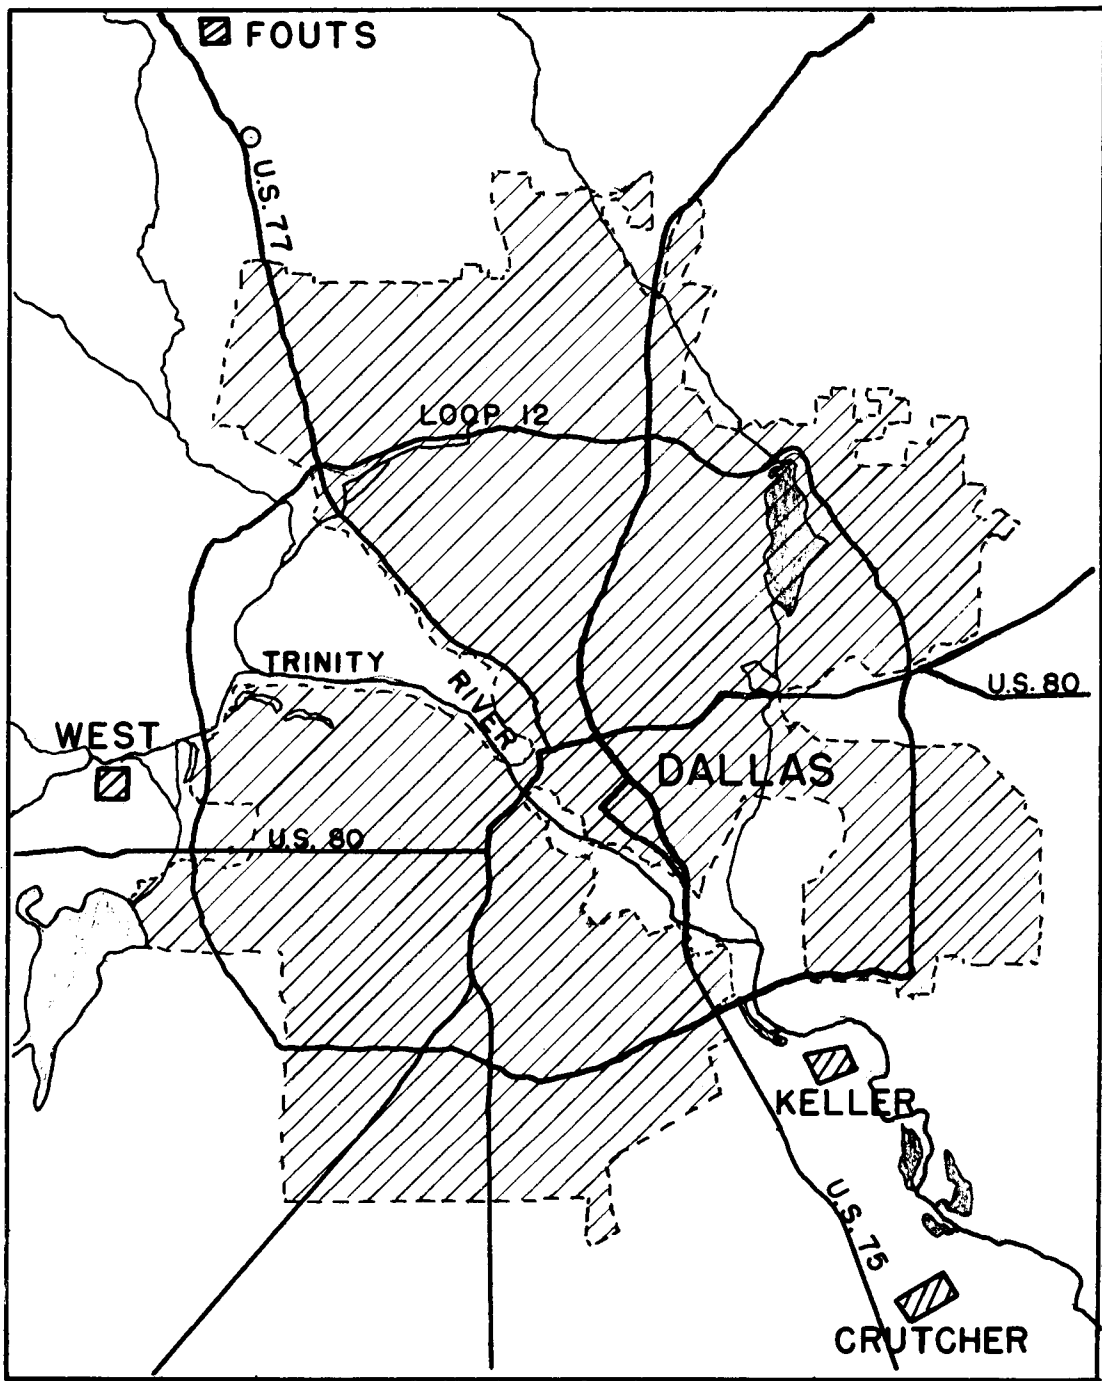 FOUTS
U.S. 77
LOOP 12
TRINITY
RIVER
U.S. 80
WEST
DALLAS
U.S. 80
KELLER
U.S. 75
CRUTCHER